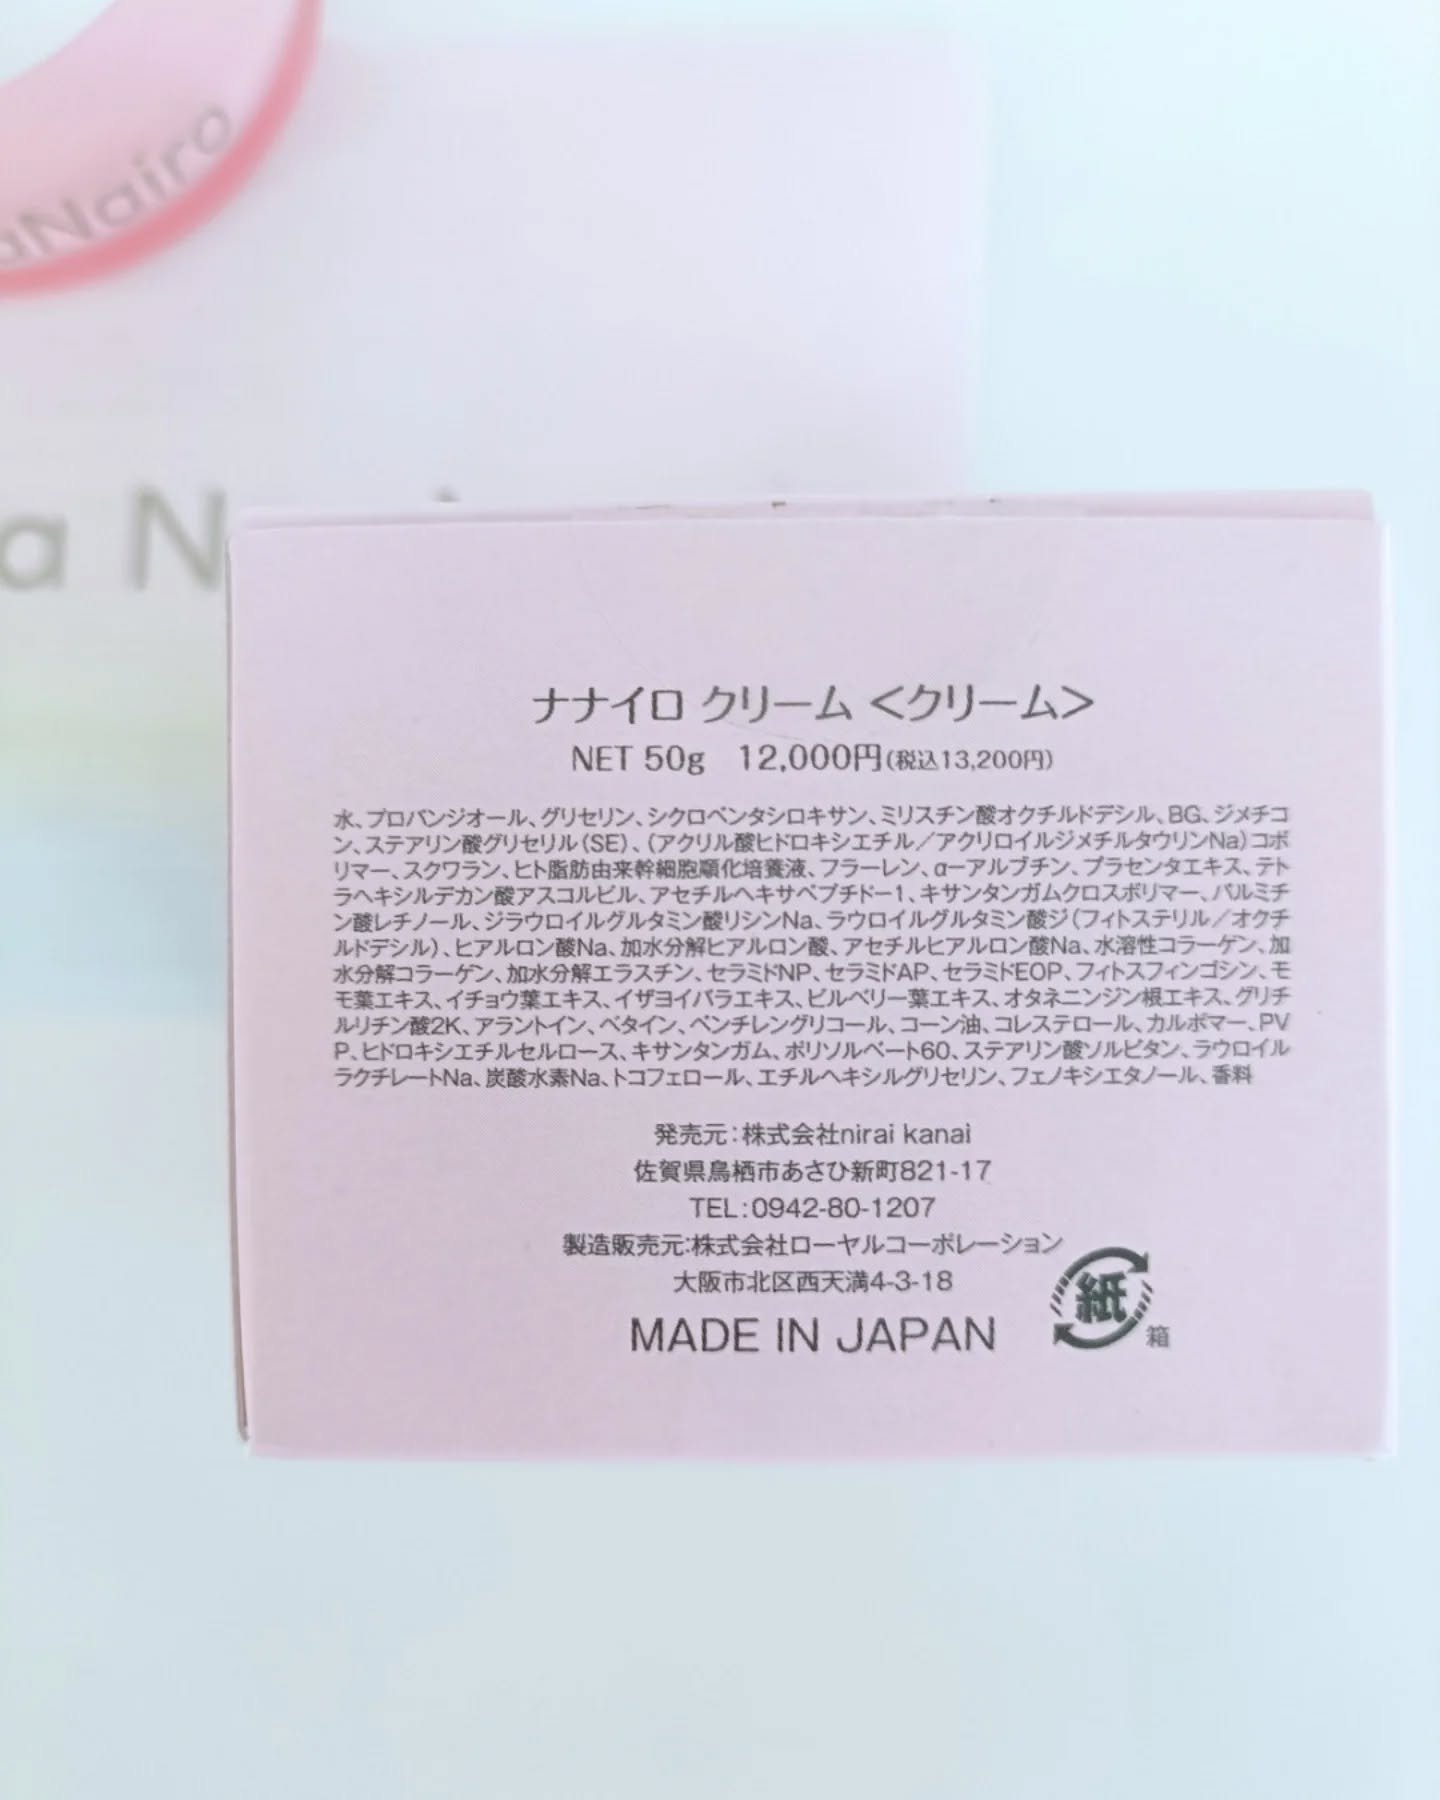 aNairo
a N
ナナイロ クリーム <クリーム>
NET 50g 12,000円(税込13,200円)
水、プロパンジオール、グリセリン、シクロペンタシロキサン、ミリスチン酸オクチルドデシル、BG、ジメチコ
ン、ステアリン酸グリセリル(SE)、(アクリル酸ヒドロキシエチル/アクリロイルジメチルタウリンNa)コポ
リマー、スクワラン、ヒト脂肪由来幹細胞順化培養液、フラーレン、α-アルブチン、プラセンタエキス、テト
ラヘキシルデカン酸アスコルビル、アセチルヘキサペプチド-1、キサンタンガムクロスポリマー、パルミチ
ン酸レチノール、ジラウロイルグルタミン酸リシンNa、ラウロイルグルタミン酸ジ(フィトステリル/オクチ
ルドデシル)、ヒアルロン酸Na、加水分解ヒアルロン酸、アセチルヒアルロン酸Na、水溶性コラーゲン、加
水分解コラーゲン、加水分解エラスチン、セラミドNP、セラミドAP、セラミドEOP、フィトスフィンゴシン、モ
モ葉エキス、イチョウ葉エキス、イザヨイバラエキス、ビルベリー葉エキス、オタネニンジン根エキス、グリチ
ルリチン酸2K、アラントイン、ベタイン、ペンチレングリコール、コーン油、コレステロール、カルボマー、PV
P、ヒドロキシエチルセルロース、キサンタンガム、ポリソルベート60、ステアリン酸ソルビタン、ラウロイル
ラクチレートNa、炭酸水素Na、トコフェロール、エチルヘキシルグリセリン、フェノキシエタノール、香料
発売元:株式会社nirai kanai
佐賀県鳥栖市あさひ新町821-17
TEL:0942-80-1207
製造販売元:株式会社ローヤルコーポレーション
大阪市北区西天満4-3-18
MADE IN JAPAN
紙
箱